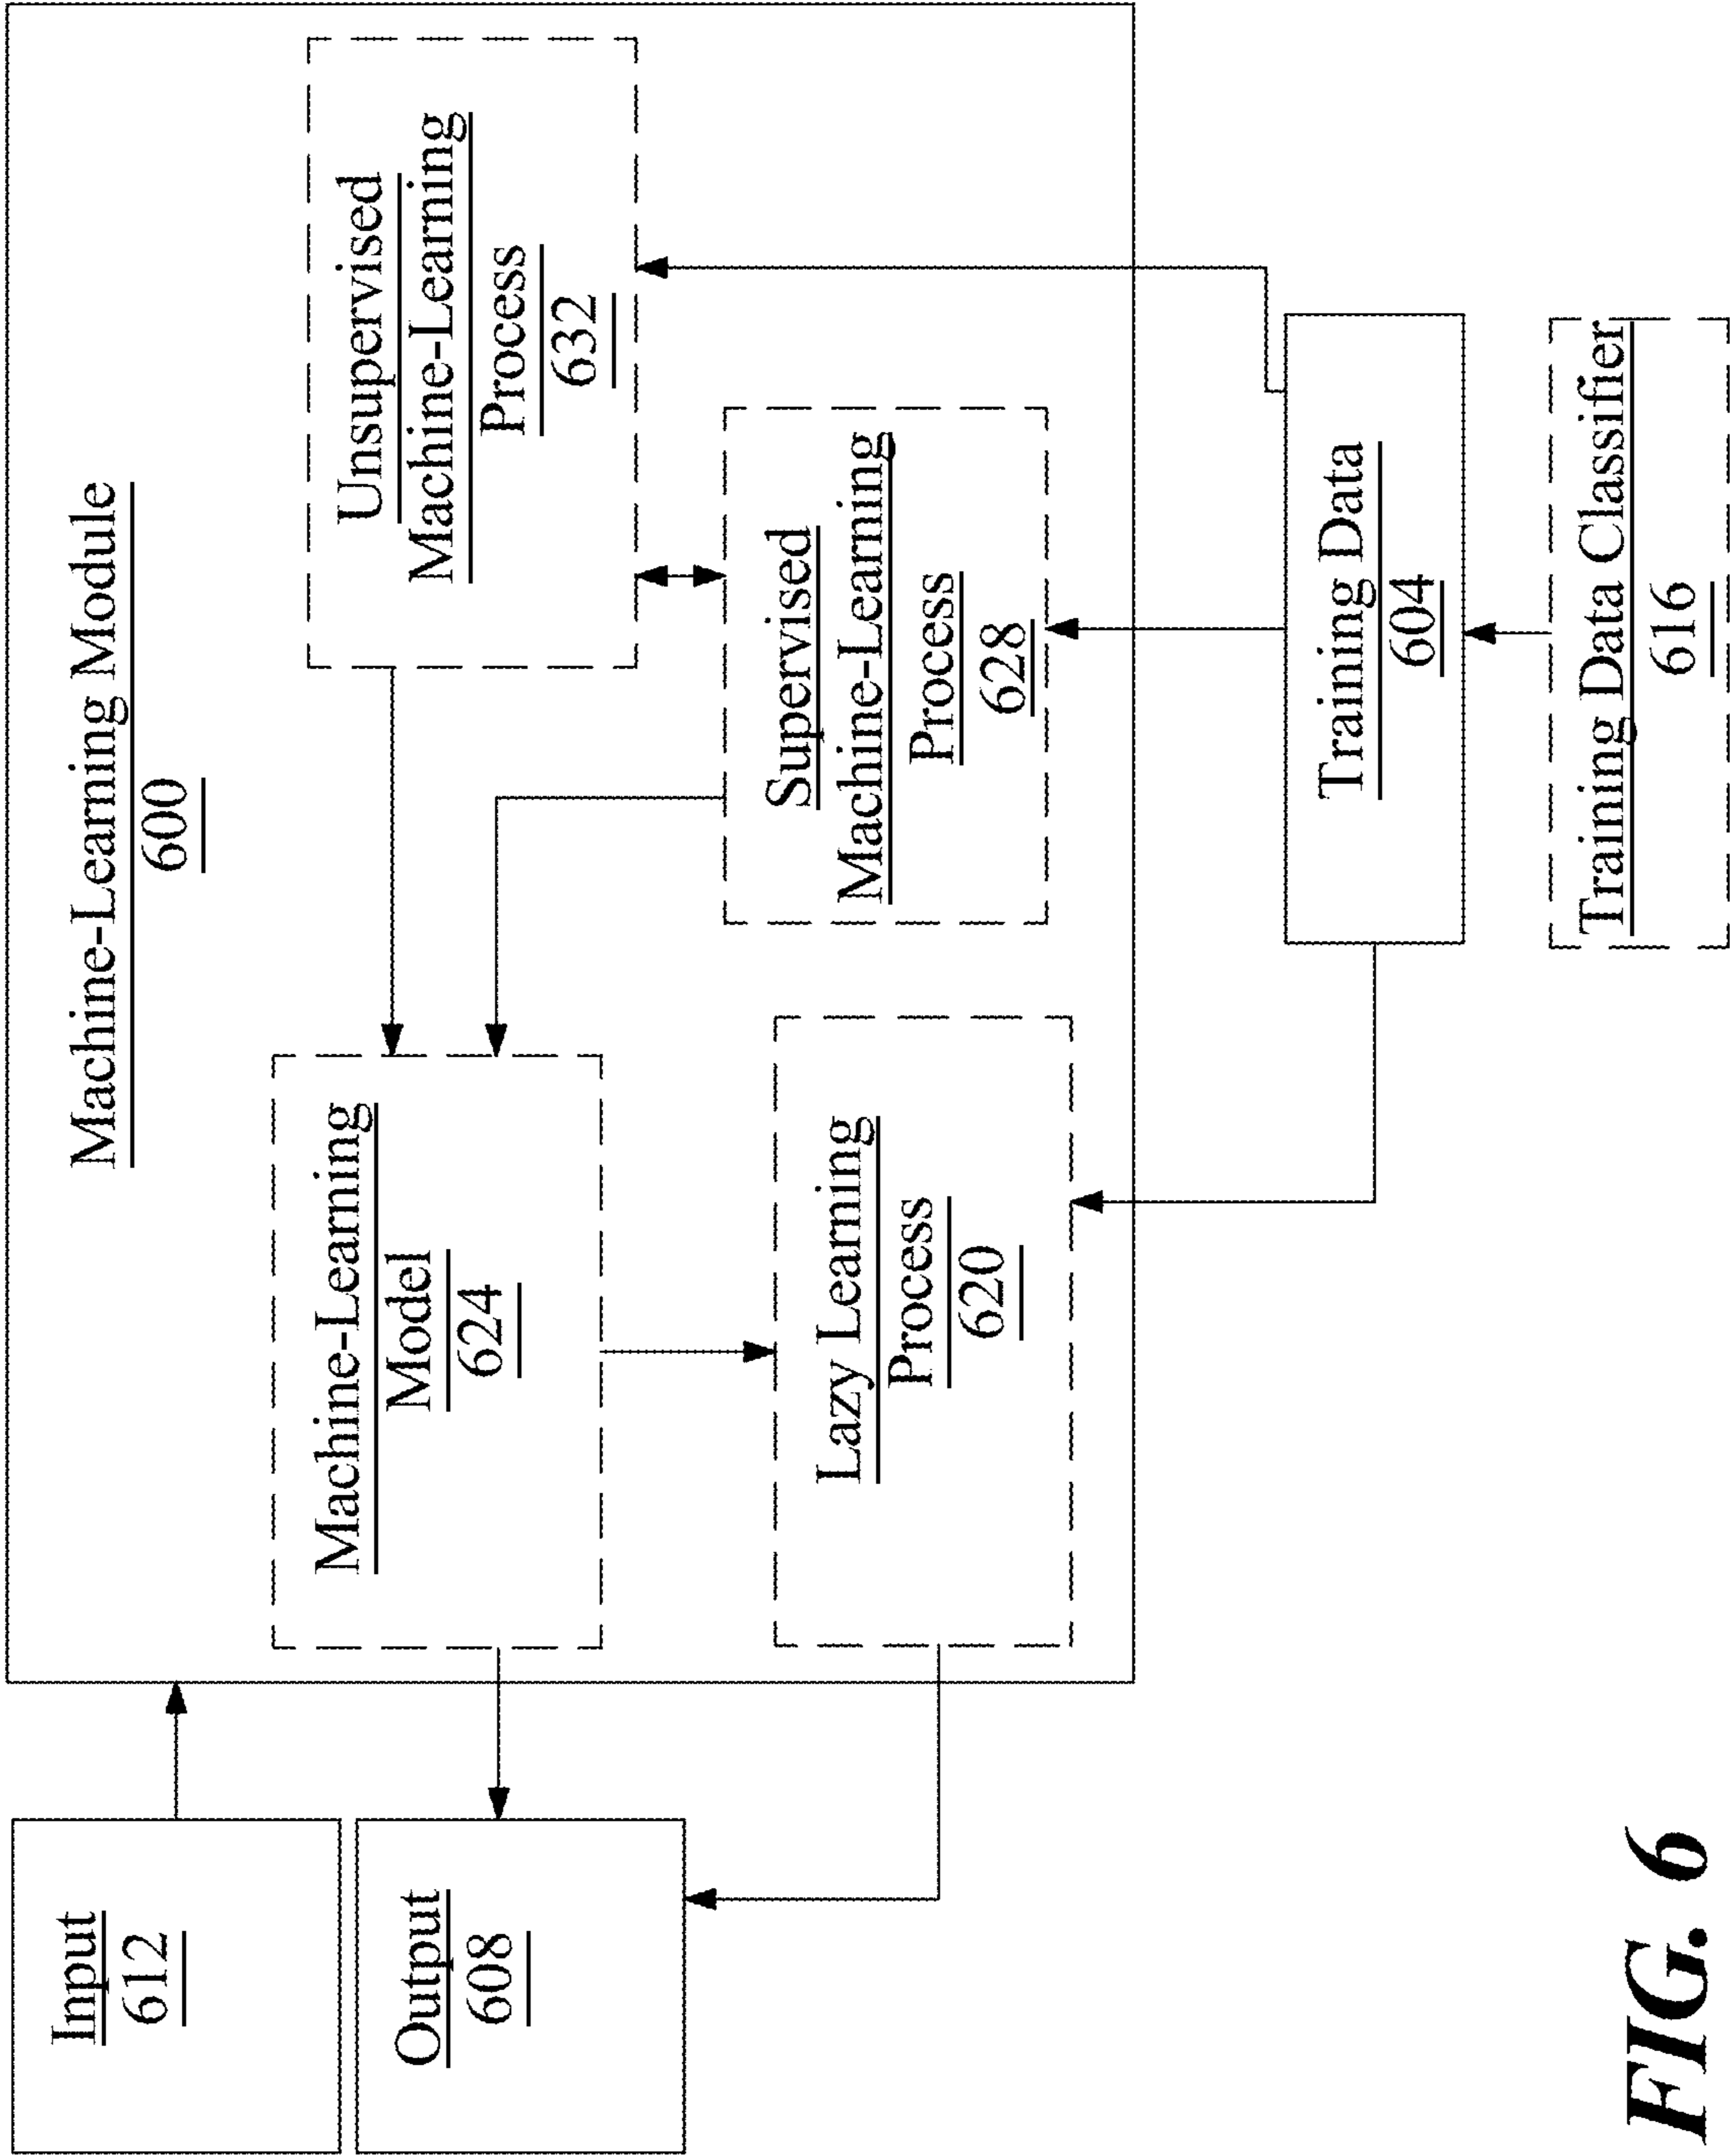 Machine-Learning Module
600
Input
612
Output
608
Machine-Learning
Model
624
Unsupervised
Machine-Learning
Process
632
Lazy Learning
Process
620
Supervised
Machine-Learning
Process
628
Training Data
604
Training Data Classifier
616
FIG. 6